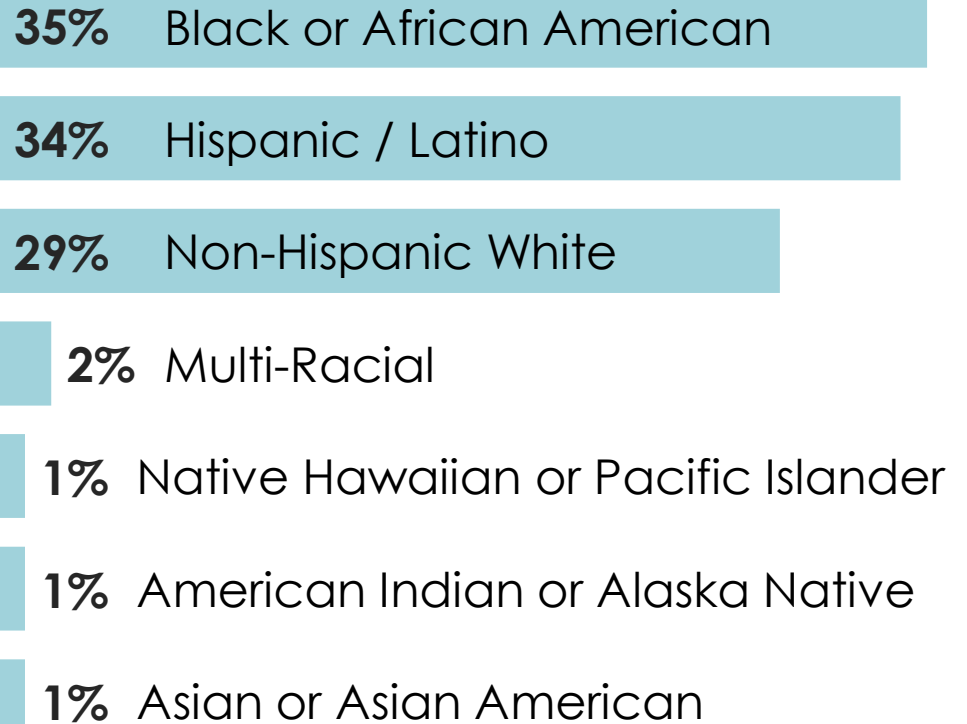 35% Black or African American
34% Hispanic / Latino
29% Non-Hispanic White
2% Multi-Racial
1% Native Hawaiian or Pacific Islander
1% American Indian or Alaska Native
1% Asian or Asian American